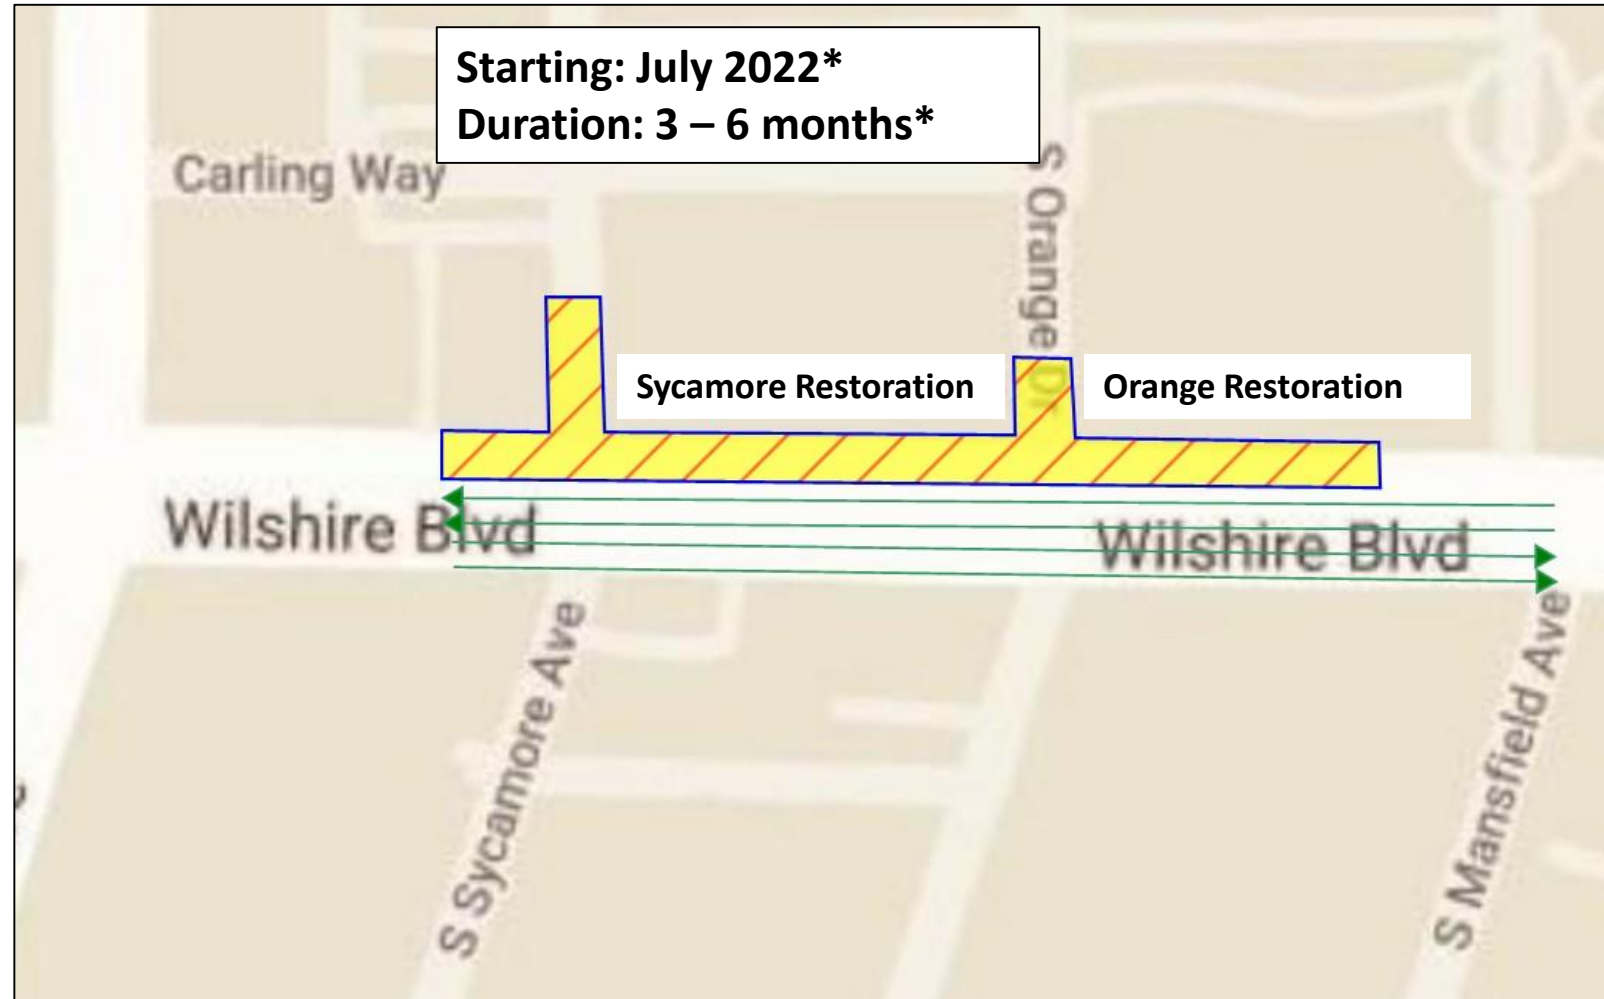 Starting: July 2022*
Duration: 3 – 6 months*
Carling Way
S Orange Dr
Sycamore Restoration
Orange Restoration
Wilshire Blvd
Wilshire Blvd
S Sycamore Ave
S Mansfield Ave